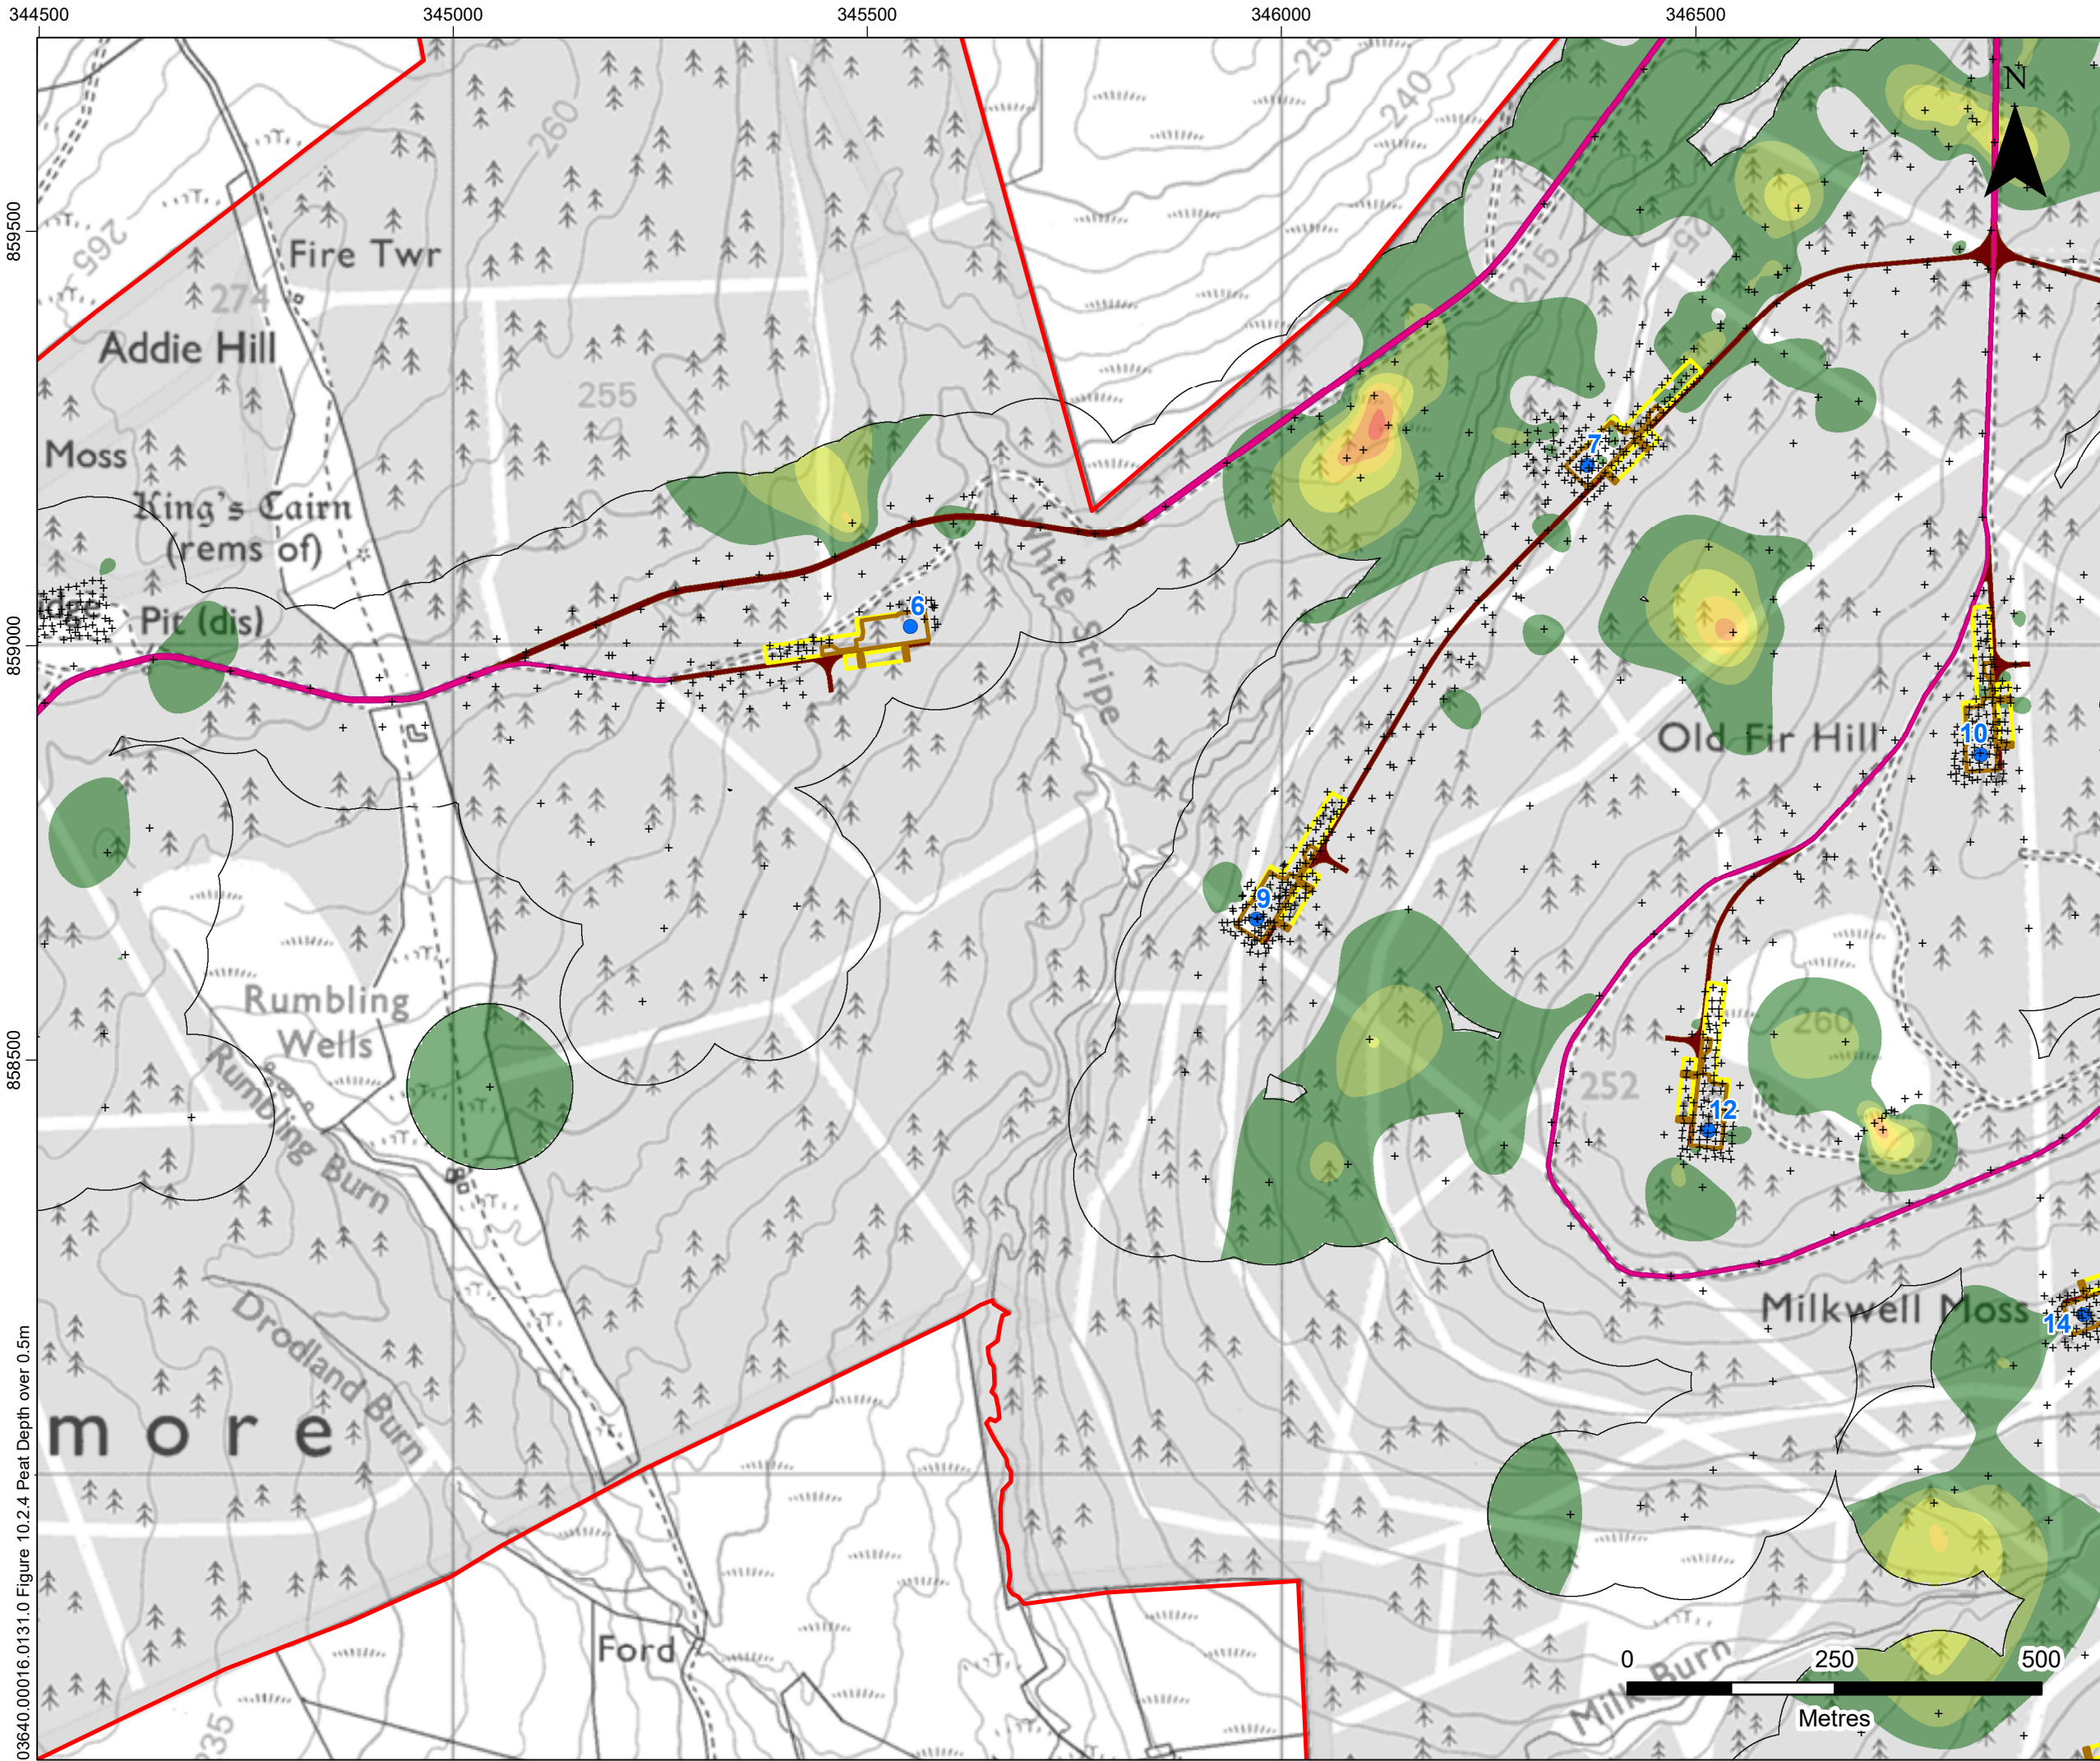 344500
345000
345500
346000
346500
859500
859000
858500
N
260
250
240
215
265
Fire Twr
274
Addie Hill
255
Moss
King's Cairn
(rems of)
Pit (dis)
White Stripe
6
7
Old Fir Hill
10
9
Rumbling
Wells
Rumbling Burn
260
252
12
Milkwell Moss
14
Drodland Burn
more
Ford
235
Milk Burn
0 250 500
Metres
03640.00016.0131.0 Figure 10.2.4 Peat Depth over 0.5m